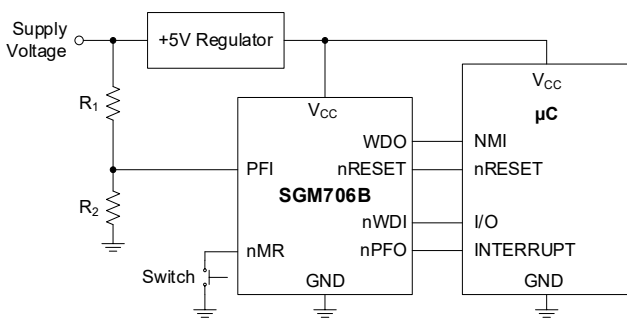 Supply
Voltage
+5V Regulator
R1
R2
Switch
VCC
PFI
nMR
WDO
nRESET
SGM706B
nWDI
nPFO
GND
VCC
µC
NMI
nRESET
I/O
INTERRUPT
GND